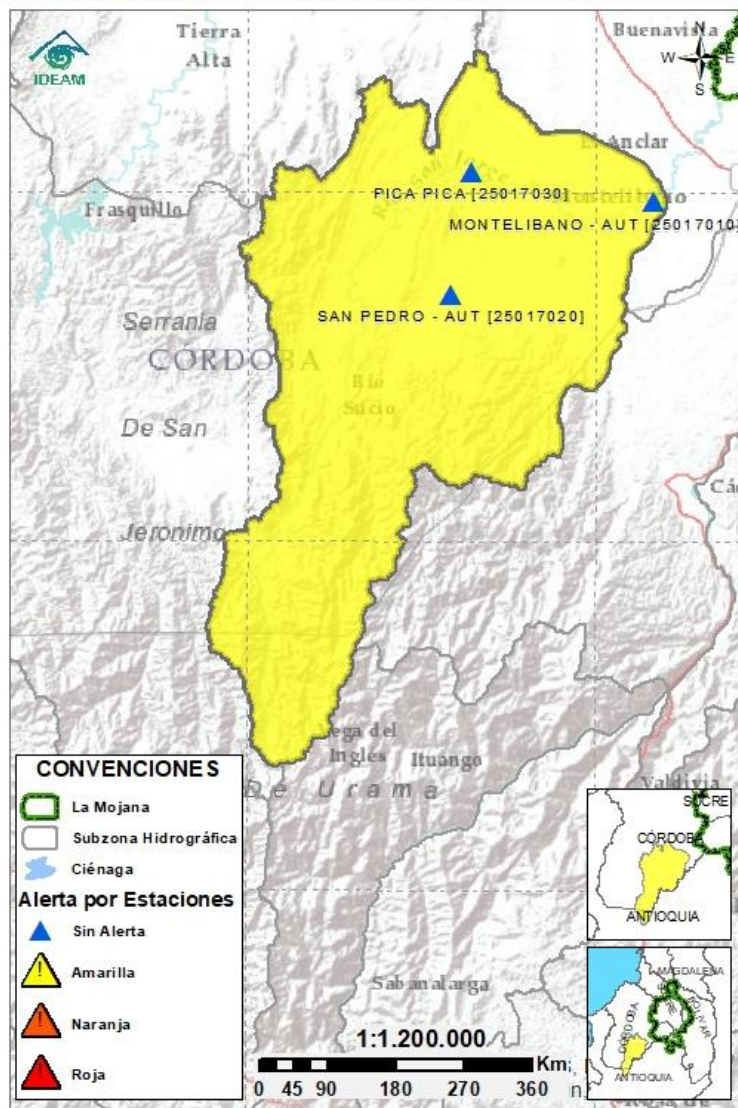 IDEAM
Tierra
Alta
Buenavista
N
W E
S
El Anclar
PICA PICA [25017030]
Montelibano
Frasquillo
MONTELIBANO - AUT [25017010]
SAN PEDRO - AUT [25017020]
Serrania
CORDOBA
Rio
Sucio
De San
Jeronimo
Vega del
Ingles
Ituango
De Urama
Valdivia
Sabanalarga
CONVENCIONES
La Mojana
Subzona Hidrográfica
Ciénaga
Alerta por Estaciones
Sin Alerta
Amarilla
Naranja
Roja
1:1.200.000
Km
0 45 90 180 270 360
SUCRE
CÓRDOBA
ANTIOQUIA
MAGDALENA
CÓRDOBA
ANTIOQUIA